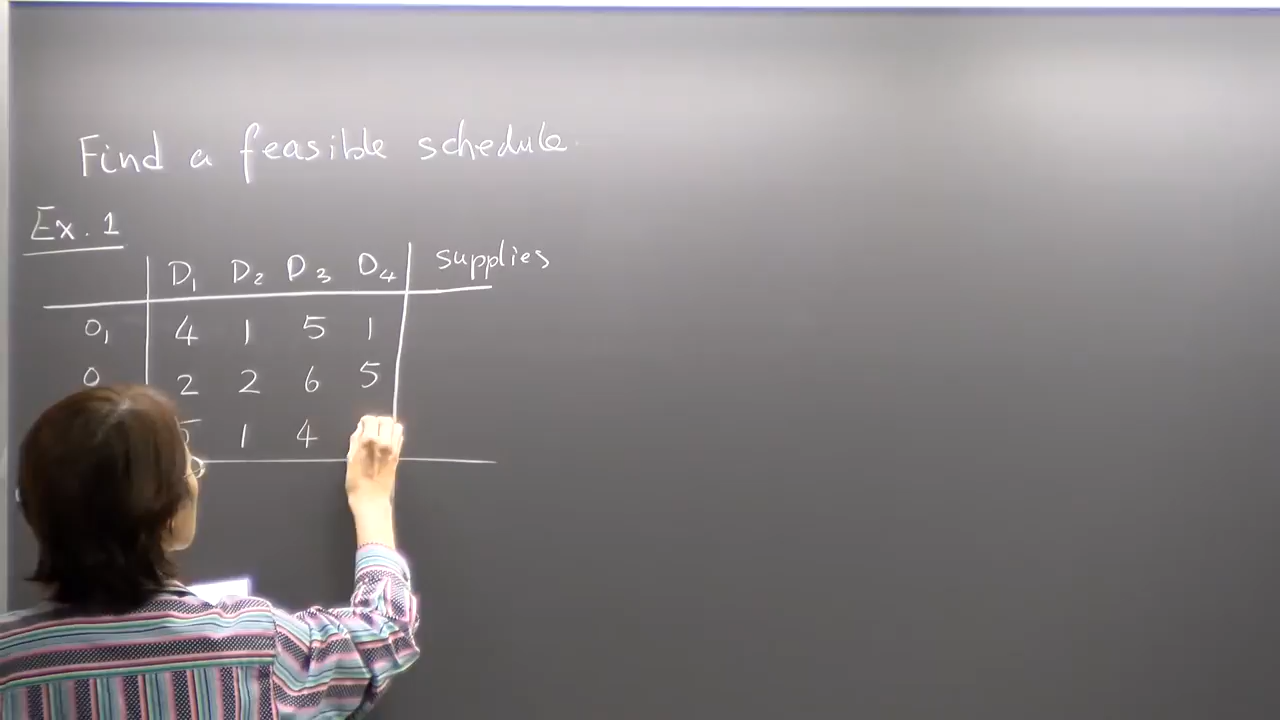 Find a feasible schedule.
Ex. 1
D₁ D₂ D₃ D₄ supplies
O₁ 4 1 5 1
O 2 2 6 5
5 1 4